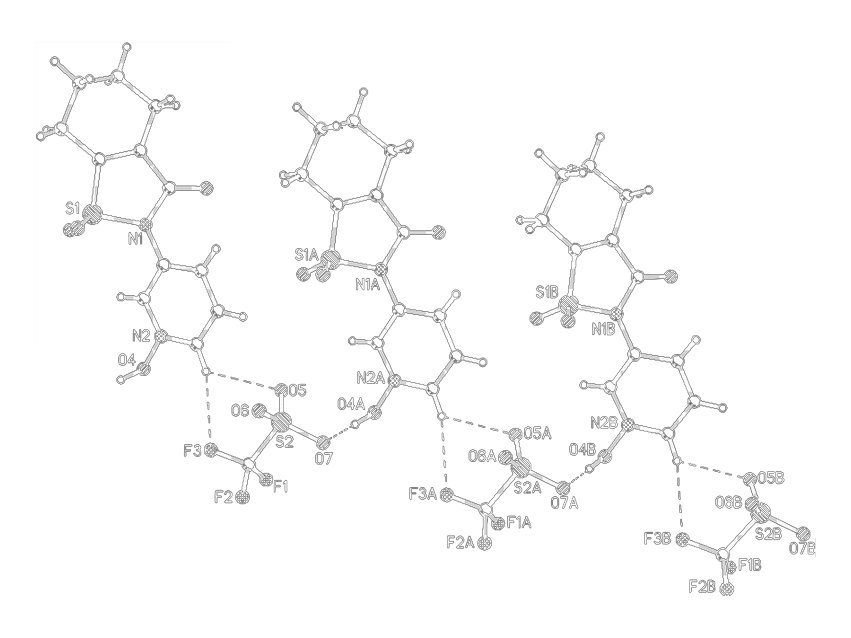 S1
N1
S1A
N1A
S1B
N1B
N2
O4
O5
O6
S2
O7
F3
F1
F2
N2A
O4A
O5A
O6A
S2A
O7A
F3A
F1A
F2A
N2B
O4B
O5B
O6B
S2B
O7B
F3B
F1B
F2B